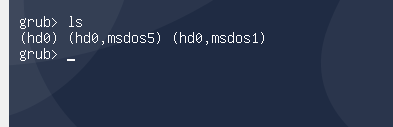 grub> ls
(hd0) (hd0,msdos5) (hd0,msdos1)
grub> _